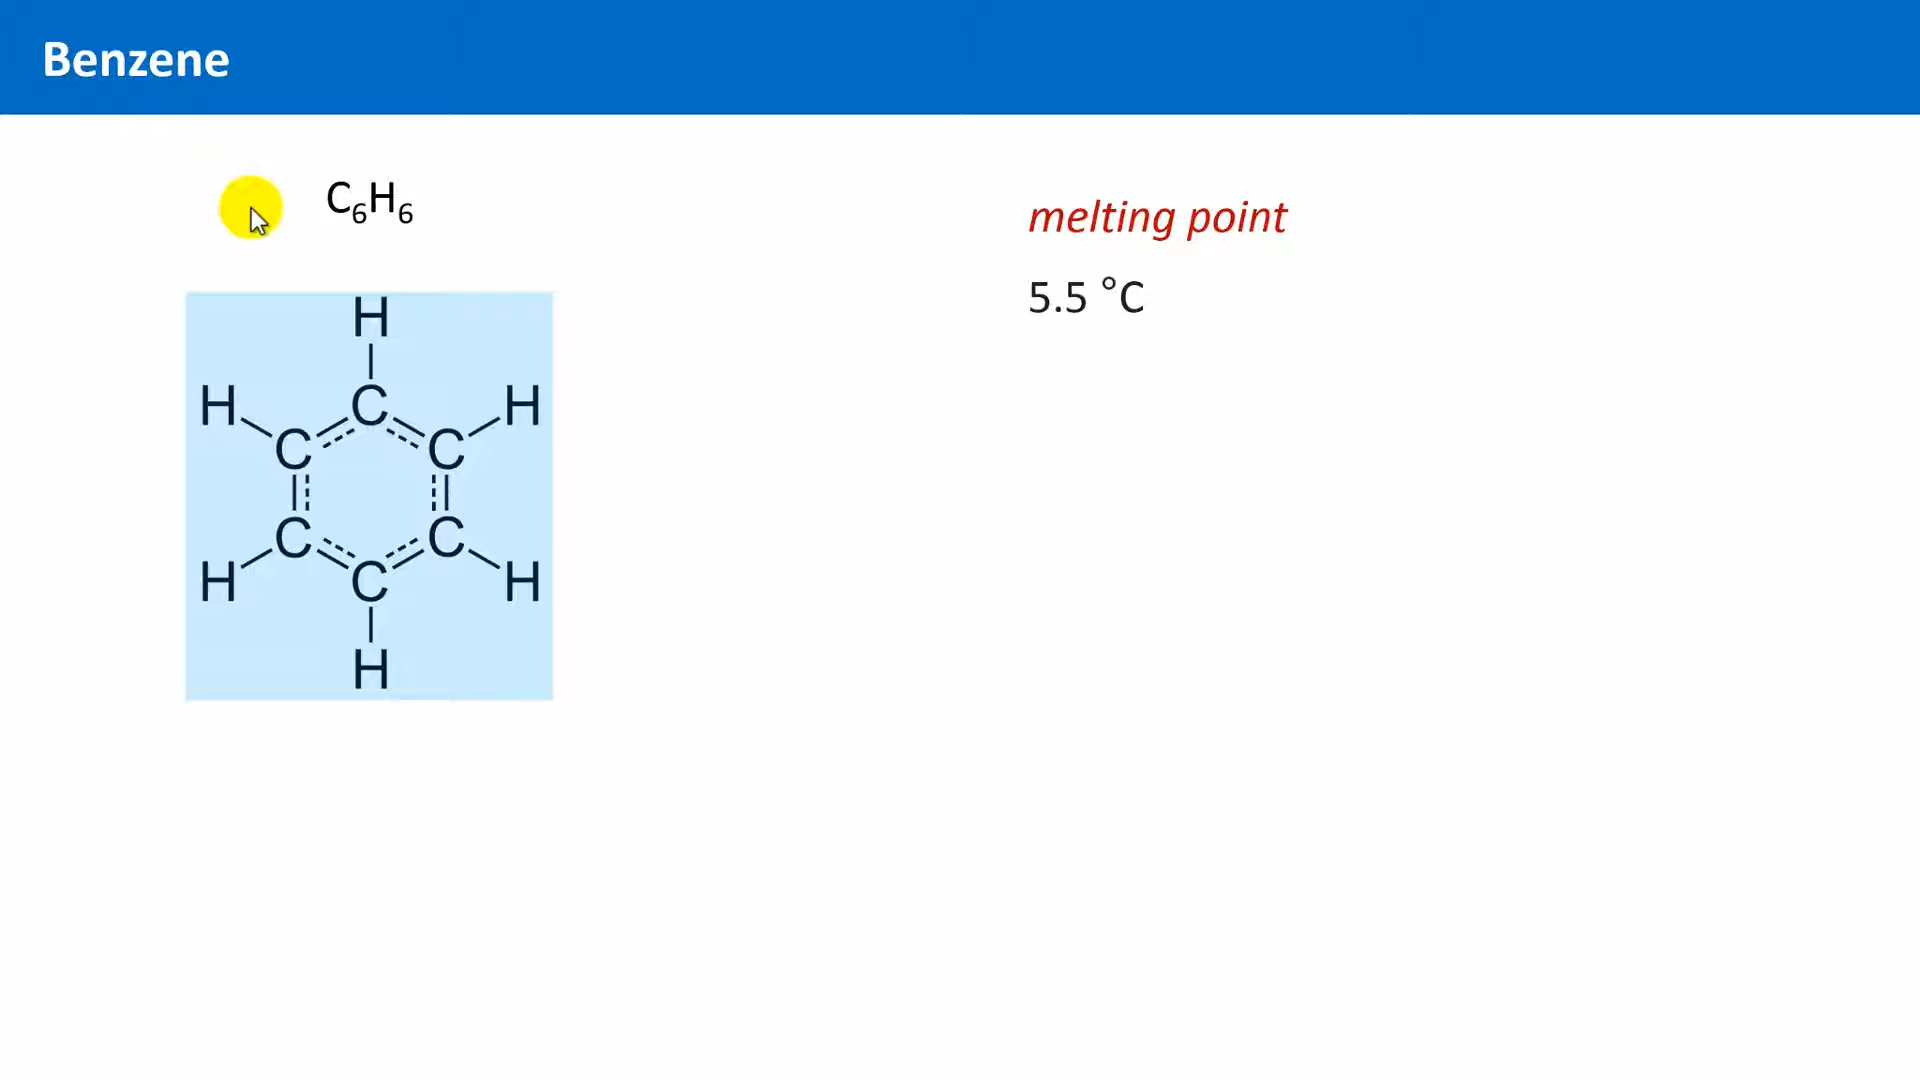 Benzene
C₆H₆
melting point
5.5 °C
H
H H
C
C C
C C
H H
C
H